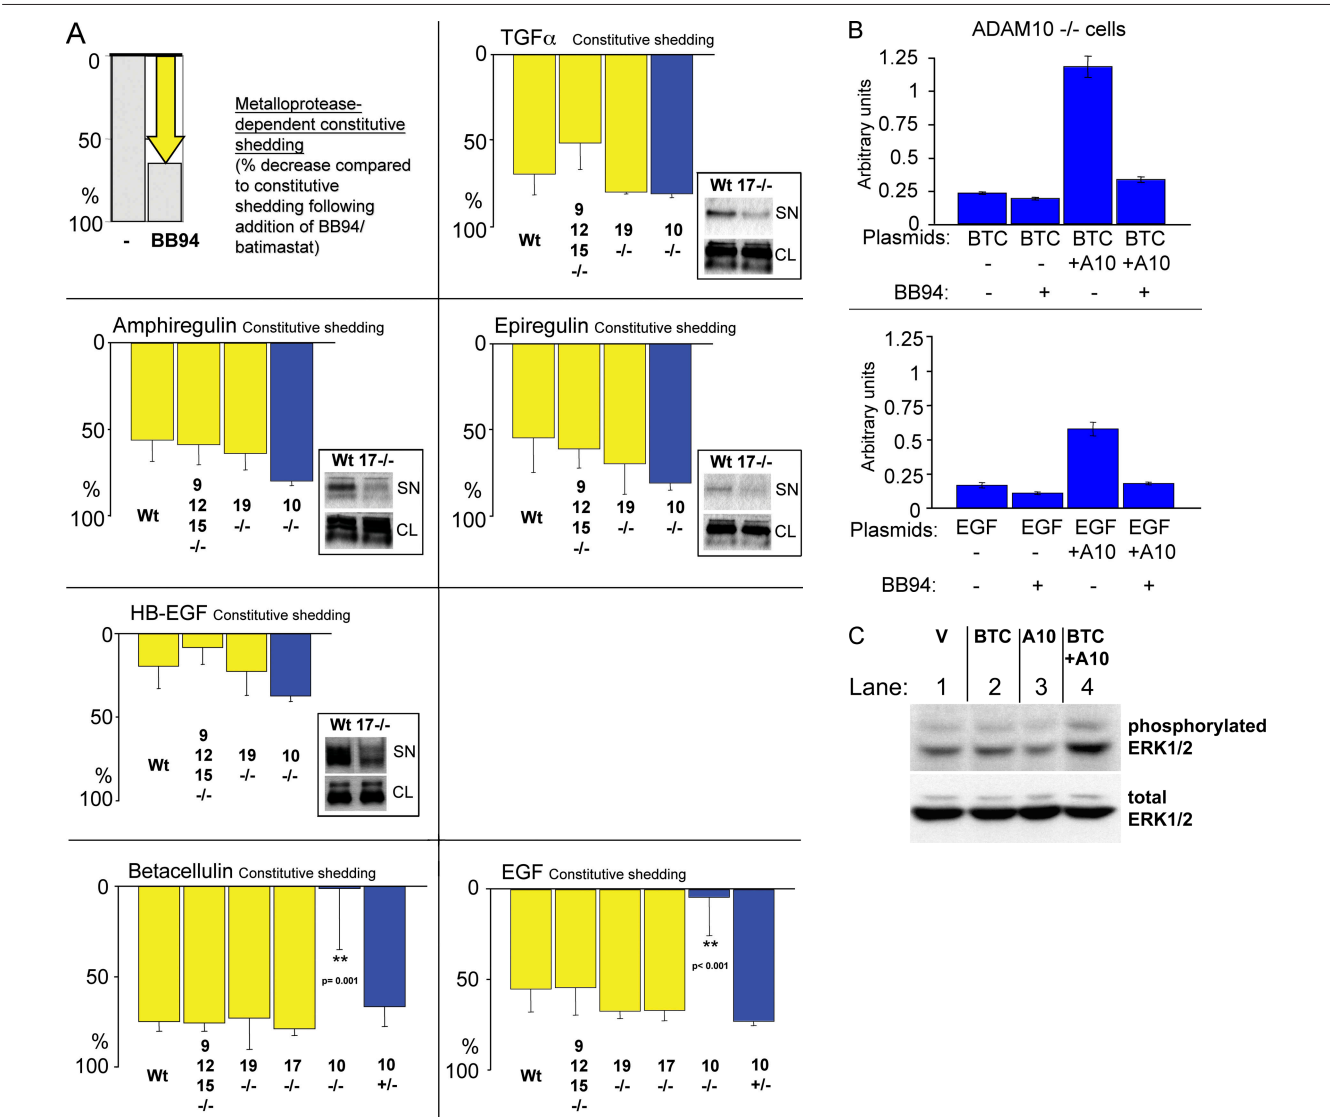 A
0
50
%
100
- BB94
Metalloprotease-
dependent constitutive
shedding
(% decrease compared
to constitutive
shedding following
addition of BB94/
batimastat)
TGFα Constitutive shedding
0
50
%
100
Wt
9
12
15
-/-
19
-/-
10
-/-
Wt 17-/-
SN
CL
Amphiregulin Constitutive shedding
0
50
%
100
Wt
9
12
15
-/-
19
-/-
10
-/-
Wt 17-/-
SN
CL
Epiregulin Constitutive shedding
0
50
%
100
Wt
9
12
15
-/-
19
-/-
10
-/-
Wt 17-/-
SN
CL
HB-EGF Constitutive shedding
0
50
%
100
Wt
9
12
15
-/-
19
-/-
10
-/-
Wt 17-/-
SN
CL
Betacellulin Constitutive shedding
0
50
%
100
**
p= 0.001
Wt
9
12
15
-/-
19
-/-
17
-/-
10
-/-
10
+/-
EGF Constitutive shedding
0
50
%
100
**
p< 0.001
Wt
9
12
15
-/-
19
-/-
17
-/-
10
-/-
10
+/-
B
ADAM10 -/- cells
Arbitrary units
1.25
1
0.75
0.5
0.25
0
Plasmids: BTC BTC BTC BTC
- - +A10 +A10
BB94: - + - +
Arbitrary units
1.25
1
0.75
0.5
0.25
0
Plasmids: EGF EGF EGF EGF
- - +A10 +A10
BB94: - + - +
C
V BTC A10 BTC
+A10
Lane: 1 2 3 4
phosphorylated
ERK1/2
total
ERK1/2